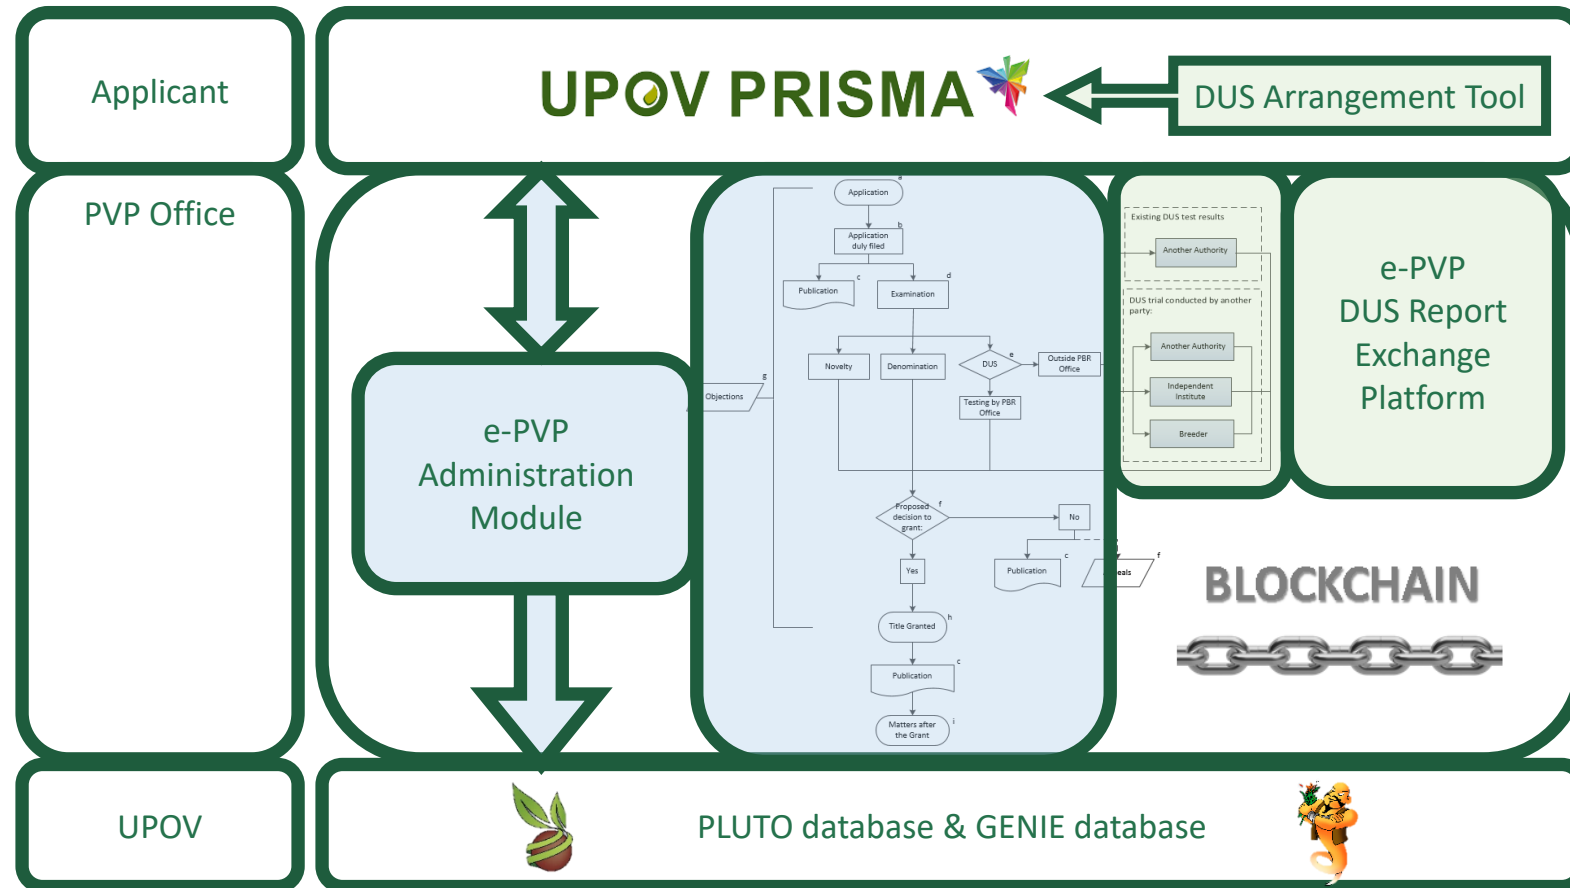 Applicant
UPOV PRISMA
DUS Arrangement Tool
PVP Office
e-PVP
Administration
Module
a
Application
b
Application
duly filed
c
Publication
d
Examination
Novelty
Denomination
e
DUS
Outside PBR
Office
Testing by PBR
Office
g
Objections
f
Proposed
decision to
grant:
No
Yes
c
Publication
f
h
Title Granted
c
Publication
i
Matters after
the Grant
Existing DUS test results
Another Authority
DUS trial conducted by another
party:
Another Authority
Independent
Institute
Breeder
e-PVP
DUS Report
Exchange
Platform
BLOCKCHAIN
UPOV
PLUTO database & GENIE database